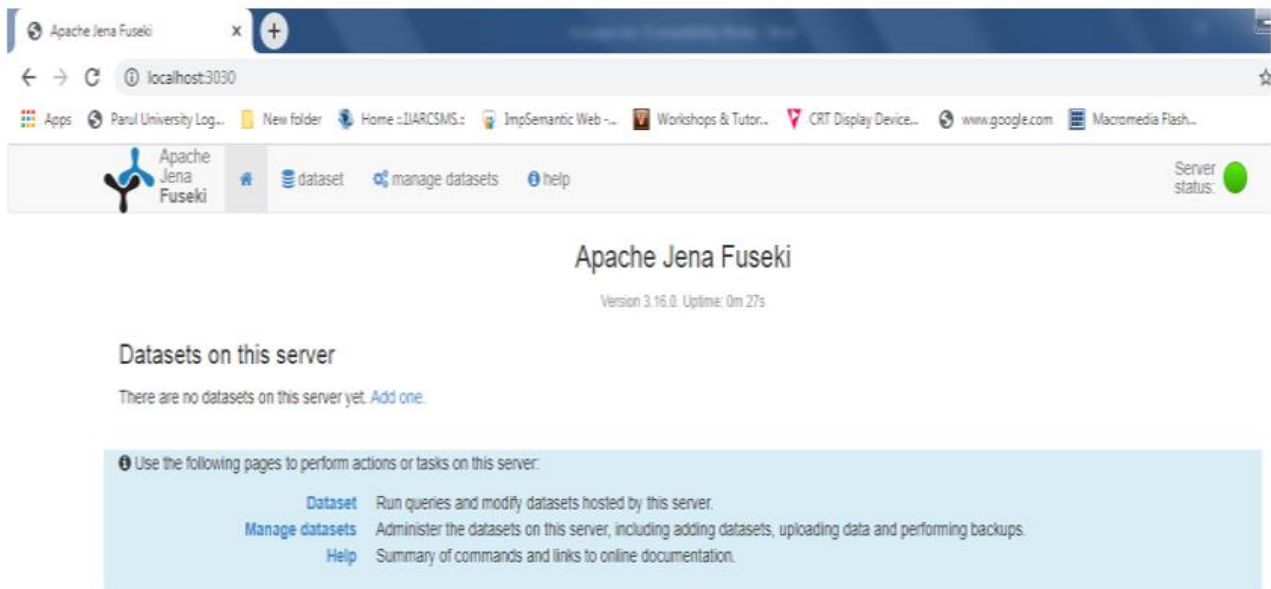 Apache Jena Fuseki
localhost:3030
Apps Parul University Log... New folder Home ::IIARCSMS.: ImpSemantic Web -... Workshops & Tutor... CRT Display Device... www.google.com Macromedia Flash...
Apache Jena Fuseki dataset manage datasets help Server status:
Apache Jena Fuseki
Version 3.16.0. Uptime: 0m 27s
Datasets on this server
There are no datasets on this server yet. Add one.
Use the following pages to perform actions or tasks on this server:
Dataset Run queries and modify datasets hosted by this server.
Manage datasets Administer the datasets on this server, including adding datasets, uploading data and performing backups.
Help Summary of commands and links to online documentation.